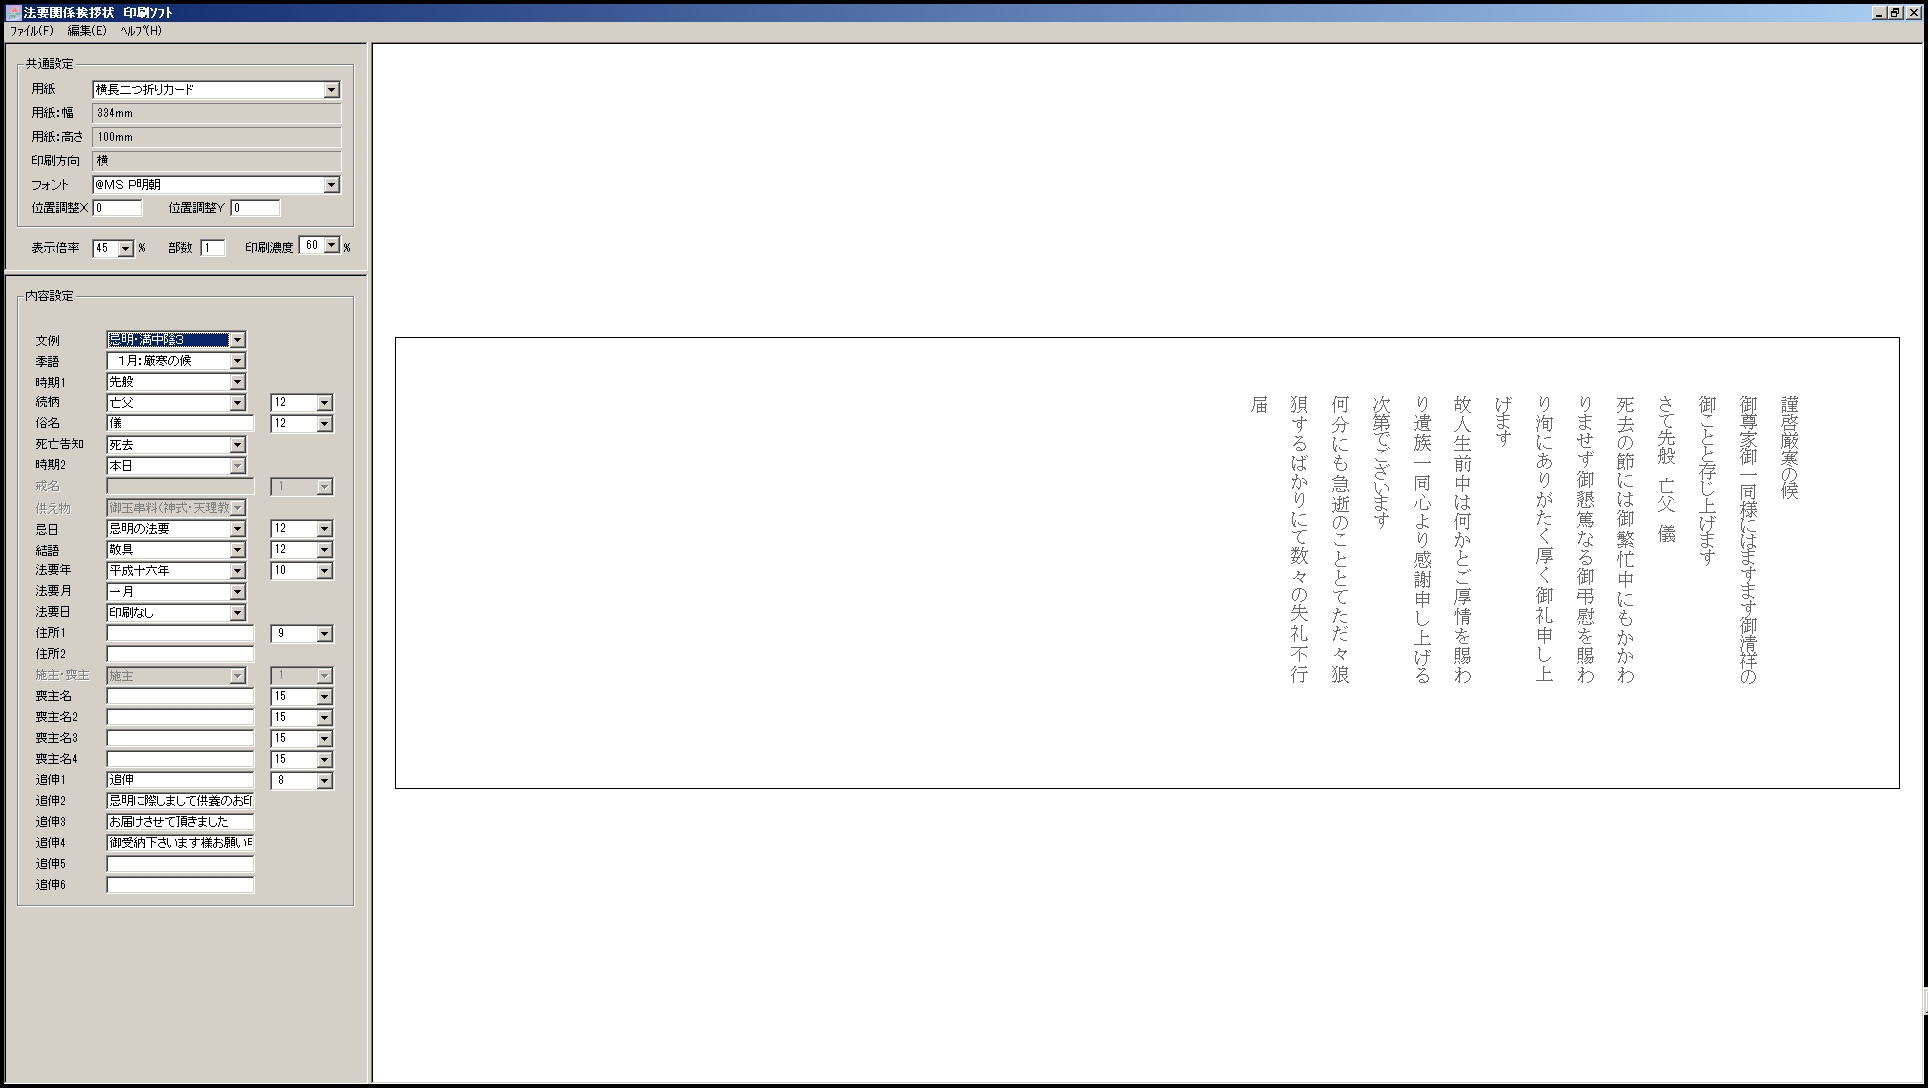 法要関係挨拶状 印刷ソフト
ファイル(F) 編集(E) ヘルプ(H)
共通設定
用紙 横長二つ折りカード
用紙:幅 334mm
用紙:高さ 100mm
印刷方向 横
フォント @MS P明朝
位置調整X 0 位置調整Y 0
表示倍率 45 % 部数 1 印刷濃度 60 %
内容設定
文例 忌明・満中陰3
季語 1月:厳寒の候
時期1 先般
続柄 亡父 12
俗名 儀 12
死亡告知 死去
時期2 本日
戒名 1
供え物 御玉串料(神式・天理教
忌日 忌明の法要 12
結語 敬具 12
法要年 平成十六年 10
法要月 一月
法要日 印刷なし
住所1 9
住所2
施主・喪主 施主 1
喪主名 15
喪主名2 15
喪主名3 15
喪主名4 15
追伸1 追伸 8
追伸2 忌明に際しまして供養のお印
追伸3 お届けさせて頂きました
追伸4 御受納下さいます様お願い
追伸5
追伸6
謹啓厳寒の候
御尊家御一同様にはますます御清祥の
御ことと存じ上げます
さて先般 亡父 儀
死去の節には御繁忙中にもかかわ
りませず御懇篤なる御弔慰を賜わ
り洵にありがたく厚く御礼申し上
げます
故人生前中は何かとご厚情を賜わ
り遺族一同心より感謝申し上げる
次第でございます
何分にも急逝のこととてただ々狼
狽するばかりにて数々の失礼不行
届